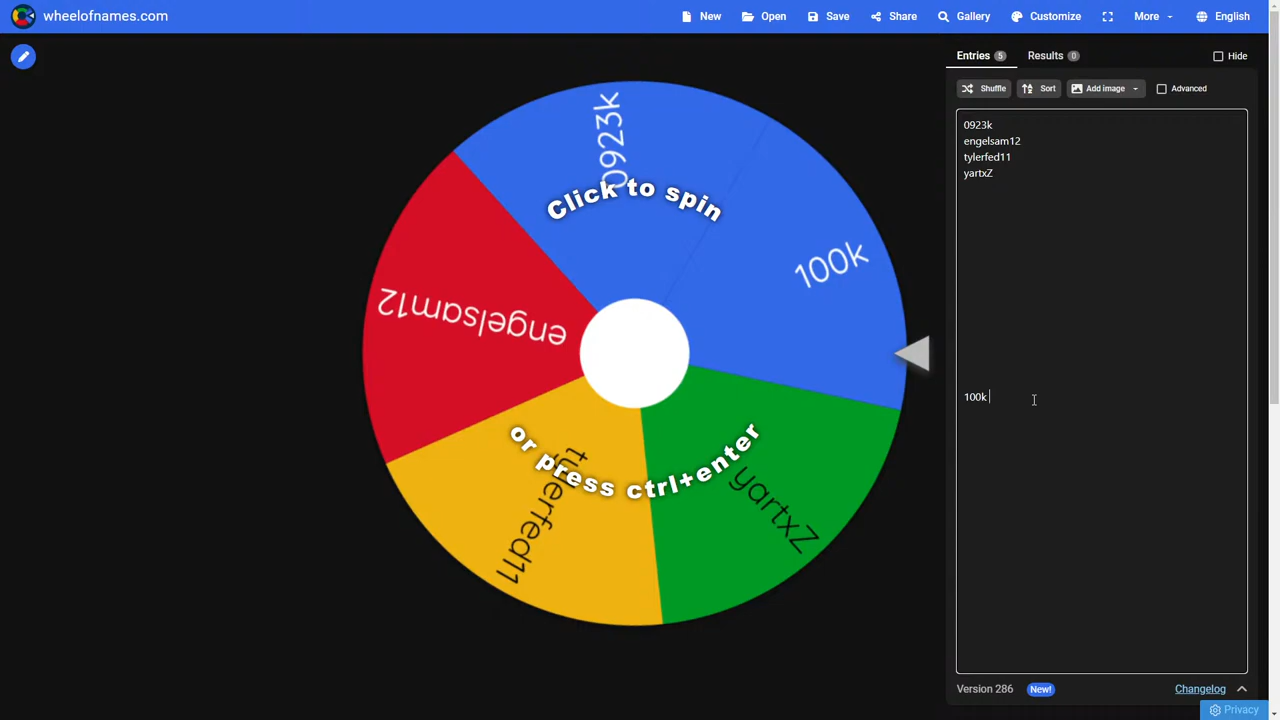 wheelofnames.com
New
Open
Save
Share
Gallery
Customize
More
English
Entries 5
Results 0
Hide
Shuffle
Sort
Add image
Advanced
0923k
engelsam12
tylerfed11
yartxZ
100k
0923k
100k
engelsam12
tylerfed11
yartxZ
Click to spin
or press ctrl+enter
Version 286
New!
Changelog
Privacy